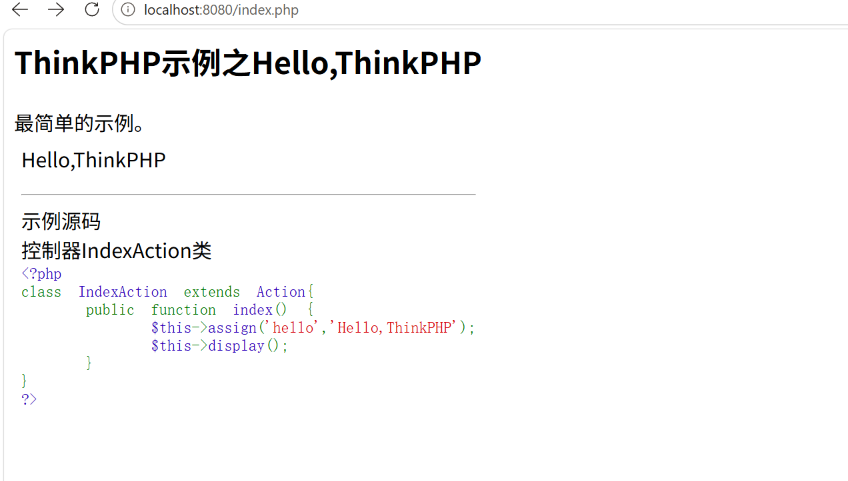 localhost:8080/index.php
ThinkPHP示例之Hello,ThinkPHP
最简单的示例。
Hello,ThinkPHP
示例源码
控制器IndexAction类
<?php
class IndexAction extends Action{
public function index() {
$this->assign('hello','Hello,ThinkPHP');
$this->display();
}
}
?>